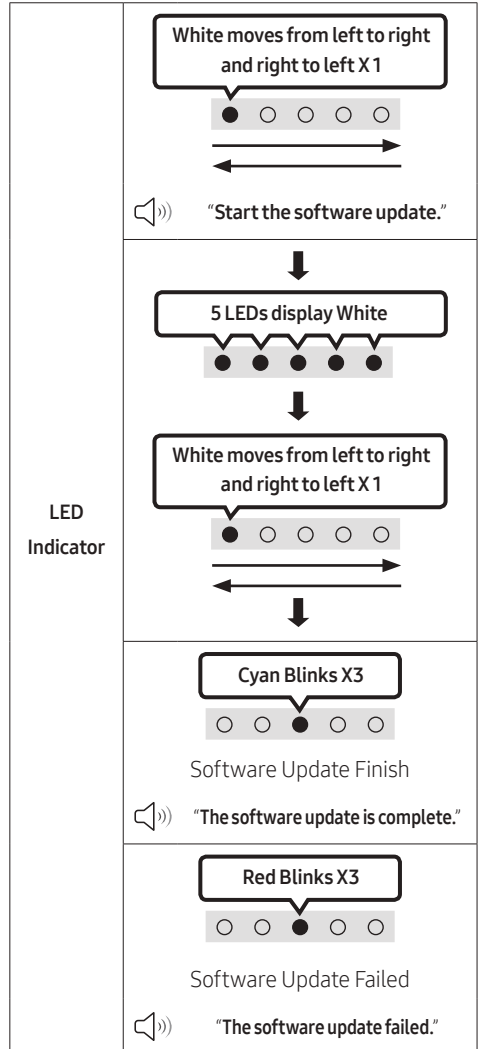 White moves from left to right
and right to left X 1
"Start the software update."
5 LEDs display White
White moves from left to right
and right to left X 1
LED
Indicator
Cyan Blinks X3
Software Update Finish
"The software update is complete."
Red Blinks X3
Software Update Failed
"The software update failed."